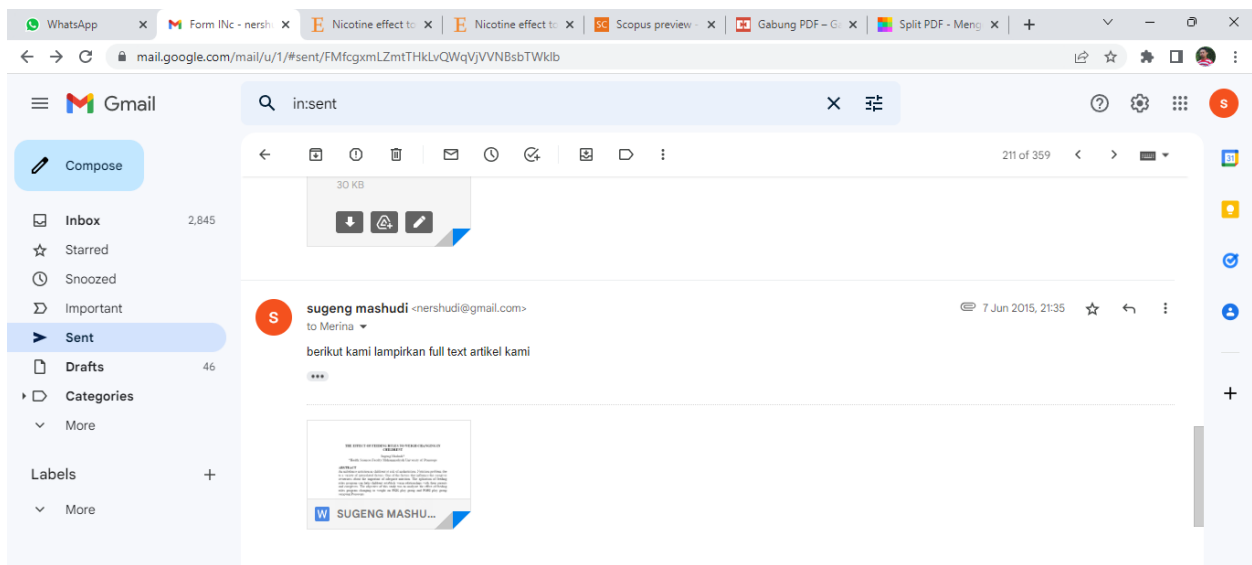 WhatsApp
Form INc - nersh
Nicotine effect to
Nicotine effect to
Scopus preview -
Gabung PDF – G
Split PDF - Meng
mail.google.com/mail/u/1/#sent/FMfcgxmLZmtTHkLvQWqVjVVNBsbTWklb
Gmail
in:sent
S
Compose
211 of 359
31
30 KB
Inbox 2,845
Starred
Snoozed
Important
Sent
Drafts 46
Categories
More
Labels
More
S
sugeng mashudi <nershudi@gmail.com>
7 Jun 2015, 21:35
to Merina
berikut kami lampirkan full text artikel kami
ABSTRACT
W SUGENG MASHU...